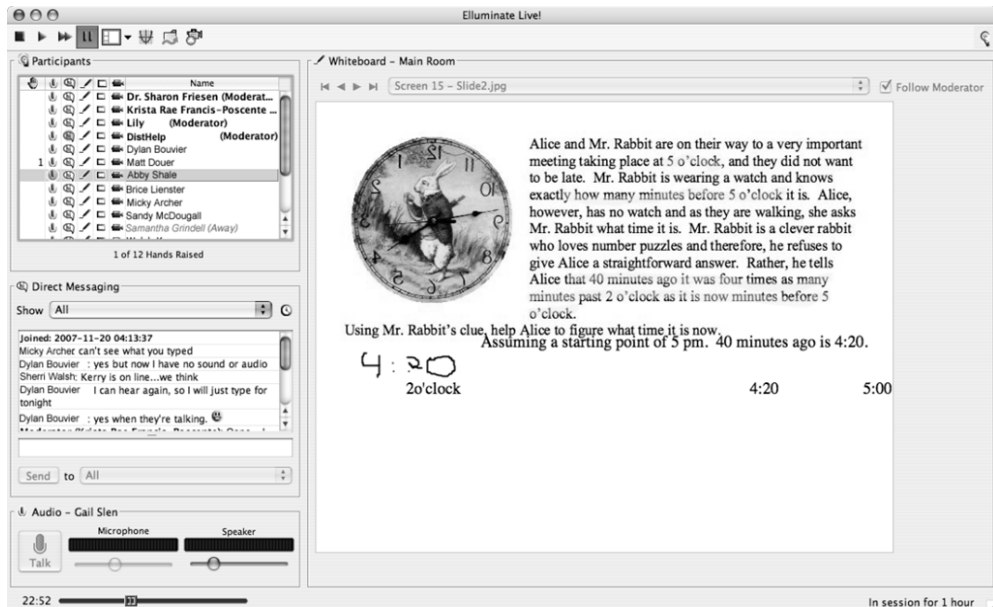 Elluminate Live!
Participants
Name
Dr. Sharon Friesen (Moderat...
Krista Rae Francis-Poscente ...
Lily (Moderator)
DistHelp (Moderator)
Dylan Bouvier
1 Matt Douer
Abby Shale
Brice Lienster
Micky Archer
Sandy McDougall
Samantha Grindell (Away)
1 of 12 Hands Raised
Direct Messaging
Show All
Joined: 2007-11-20 04:13:37
Micky Archer can't see what you typed
Dylan Bouvier : yes but now I have no sound or audio
Sherri Walsh: Kerry is on line...we think
Dylan Bouvier I can hear again, so I will just type for
tonight
Dylan Bouvier : yes when they're talking.
Send to All
Audio - Gail Slen
Microphone Speaker
Talk
22:52
Whiteboard - Main Room
Screen 15 - Slide2.jpg
Follow Moderator
Alice and Mr. Rabbit are on their way to a very important
meeting taking place at 5 o'clock, and they did not want
to be late. Mr. Rabbit is wearing a watch and knows
exactly how many minutes before 5 o'clock it is. Alice,
however, has no watch and as they are walking, she asks
Mr. Rabbit what time it is. Mr. Rabbit is a clever rabbit
who loves number puzzles and therefore, he refuses to
give Alice a straightforward answer. Rather, he tells
Alice that 40 minutes ago it was four times as many
minutes past 2 o'clock as it is now minutes before 5
o'clock.
Using Mr. Rabbit's clue, help Alice to figure what time it is now.
Assuming a starting point of 5 pm. 40 minutes ago is 4:20.
4:20
2o'clock 4:20 5:00
In session for 1 hour